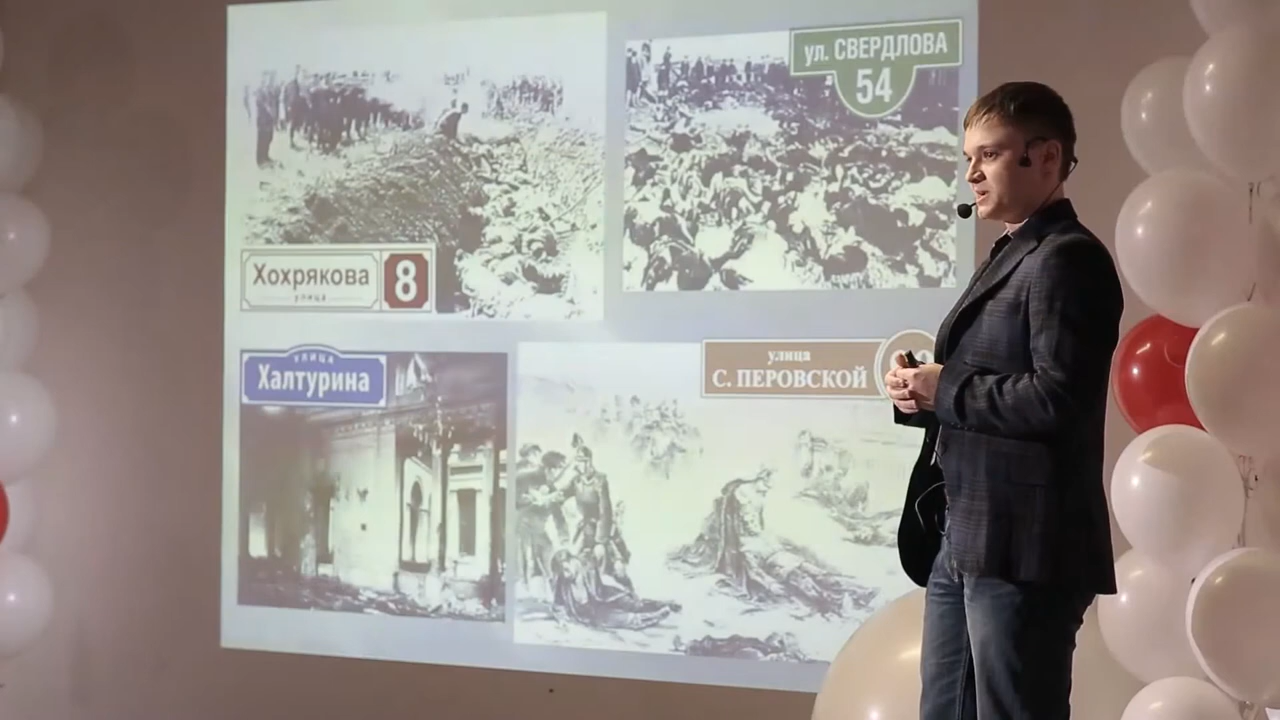 ул. СВЕРДЛОВА
54
Хохрякова 8
улица
УЛИЦА
Халтурина
улица
С. ПЕРОВСКОЙ